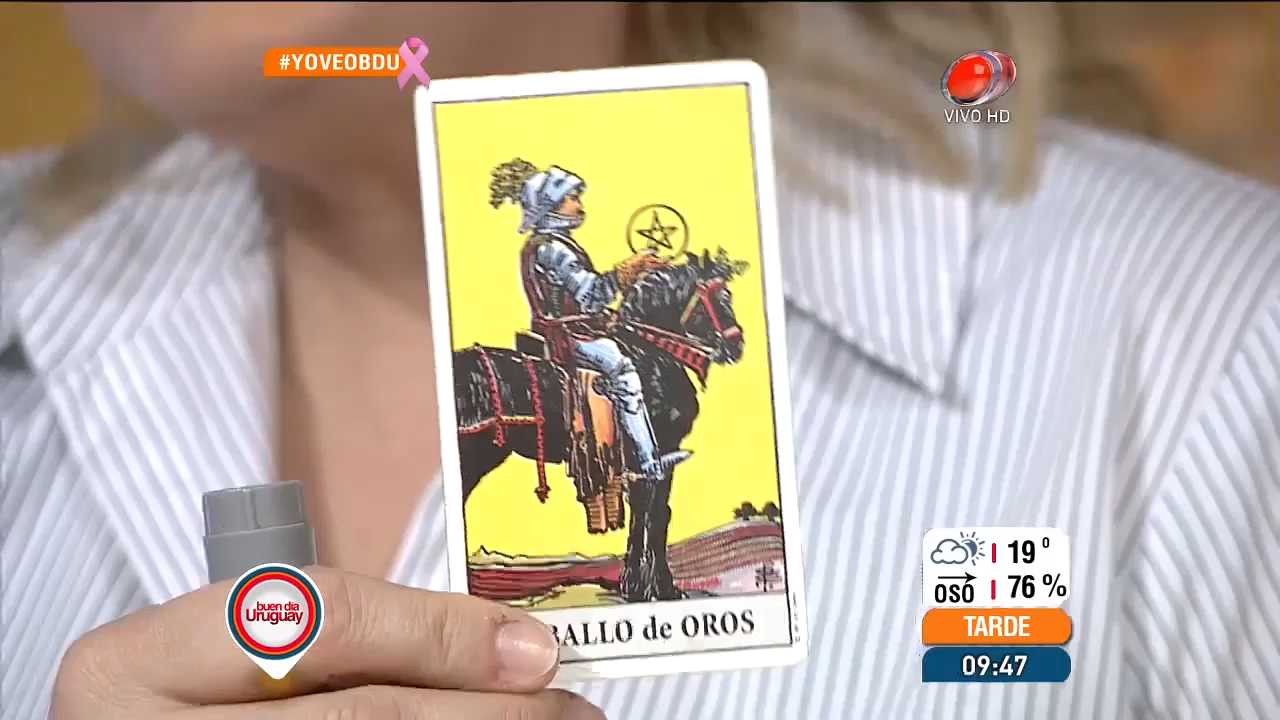 #YOVEOBDU
VIVO HD
BALLO de OROS
buen día
Uruguay
19°
OSO 76 %
TARDE
09:47